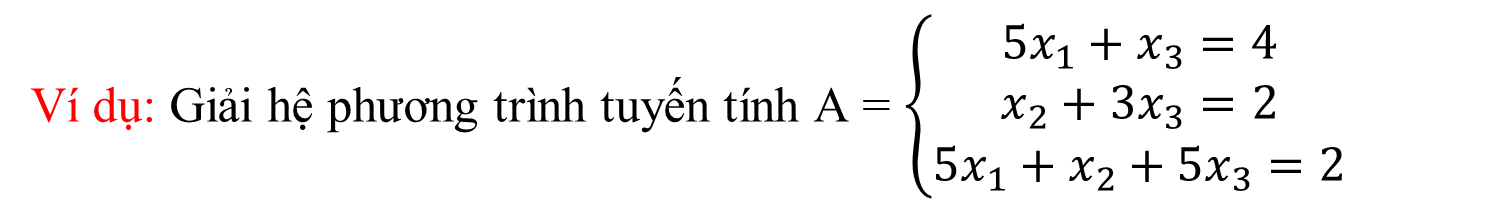 5x₁ + x₃ = 4
Ví dụ: Giải hệ phương trình tuyến tính A = { x₂ + 3x₃ = 2
5x₁ + x₂ + 5x₃ = 2